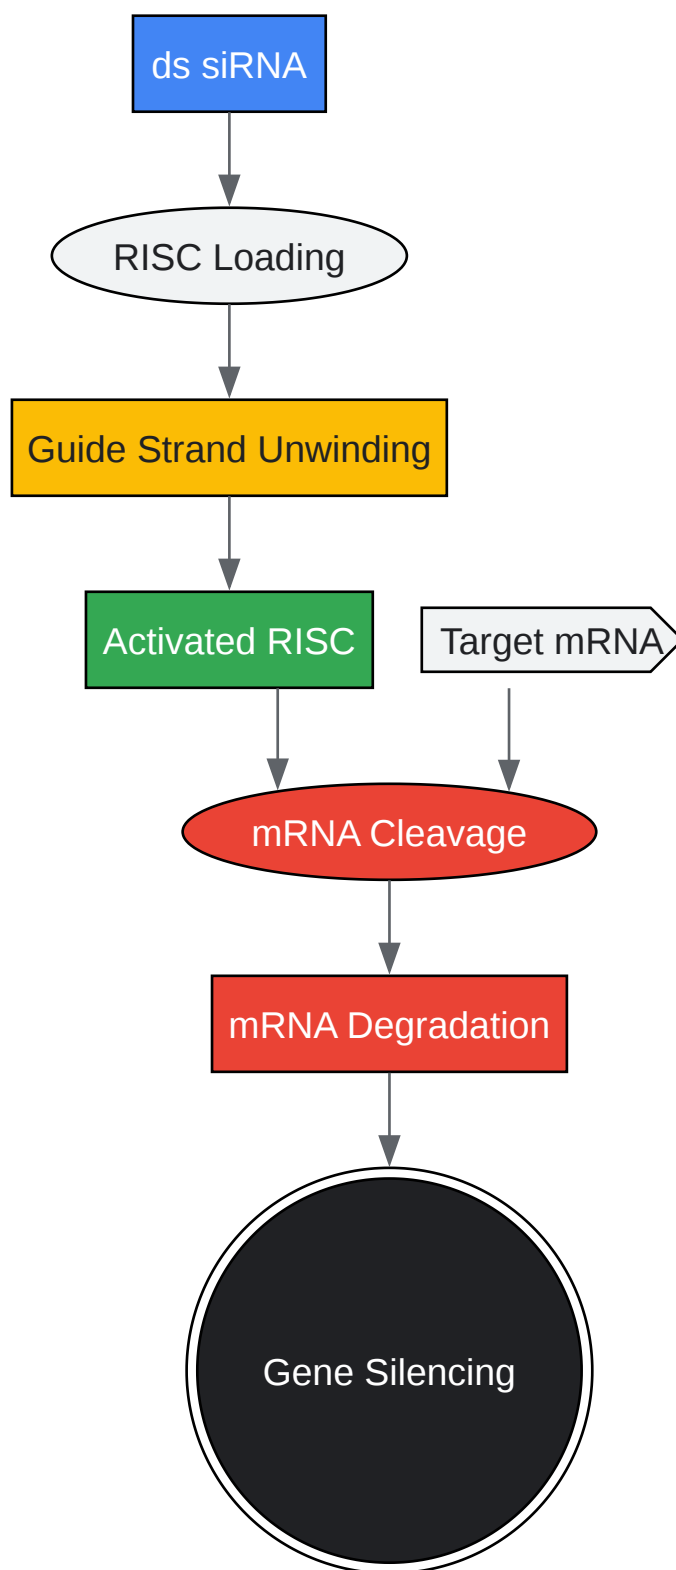 ds siRNA
RISC Loading
Guide Strand Unwinding
Activated RISC
Target mRNA
mRNA Cleavage
mRNA Degradation
Gene Silencing